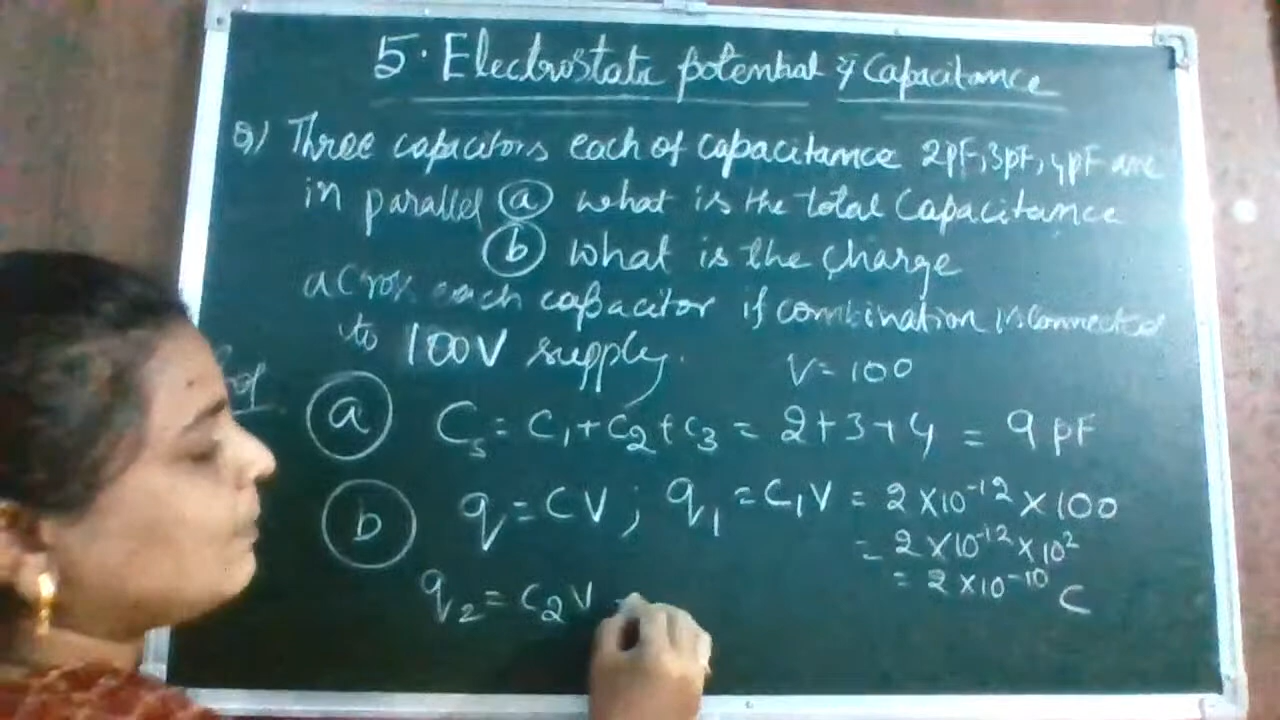 5. Electrostatic potential & Capacitance
Q) Three capacitors each of capacitance 2pF, 3pF, 4pF are
in parallel (a) what is the total Capacitance
(b) What is the charge
across each capacitor if combination is connected
to 100V supply.
V = 100
(a) Cs = C1 + C2 + C3 = 2+3+4 = 9 pF
(b) q = CV ; q1 = C1V = 2 × 10^-12 × 100
= 2 × 10^-12 × 10^2
= 2 × 10^-10 C
q2 = C2V =